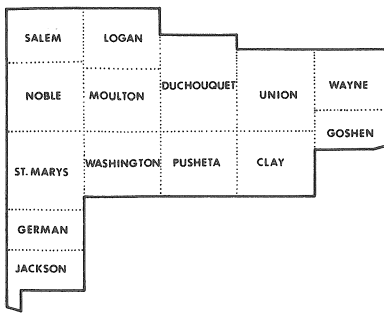 SALEM
LOGAN
NOBLE
MOULTON
DUCHOUQUET
UNION
WAYNE
GOSHEN
ST. MARYS
WASHINGTON
PUSHETA
CLAY
GERMAN
JACKSON